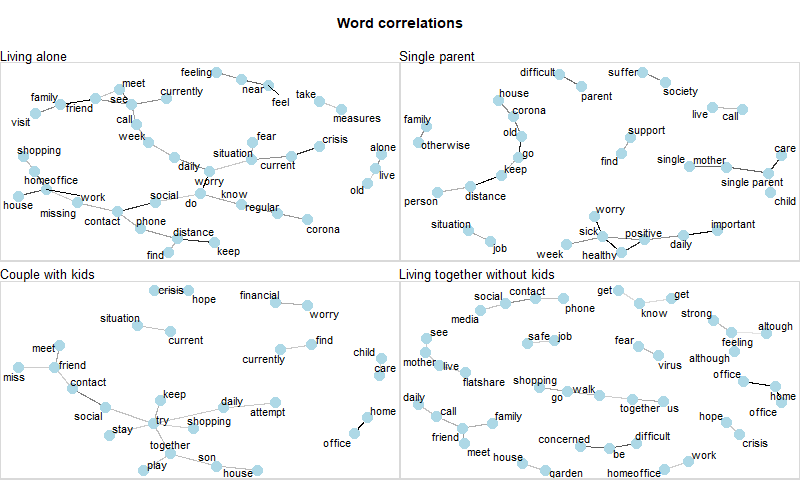 Word correlations
Living alone
feeling
near
feel
take
measures
meet
see
currently
family
friend
visit
call
week
shopping
homeoffice
house
work
missing
contact
social
phone
distance
find
keep
daily
worry
do
know
regular
corona
fear
situation
current
crisis
alone
live
old
Single parent
difficult
parent
suffer
society
house
corona
old
go
keep
distance
person
family
otherwise
live
call
support
find
single
mother
single parent
care
child
situation
job
worry
sick
week
healthy
positive
daily
important
Couple with kids
crisis
hope
financial
worry
situation
current
find
currently
child
care
meet
friend
miss
contact
social
keep
try
daily
attempt
stay
shopping
together
play
son
house
home
office
Living together without kids
get
get
know
social
contact
media
phone
strong
altough
feeling
although
see
mother
live
flatshare
safe
job
fear
virus
office
home
office
shopping
go
walk
together
us
daily
call
family
friend
meet
concerned
be
difficult
hope
crisis
house
garden
homeoffice
work